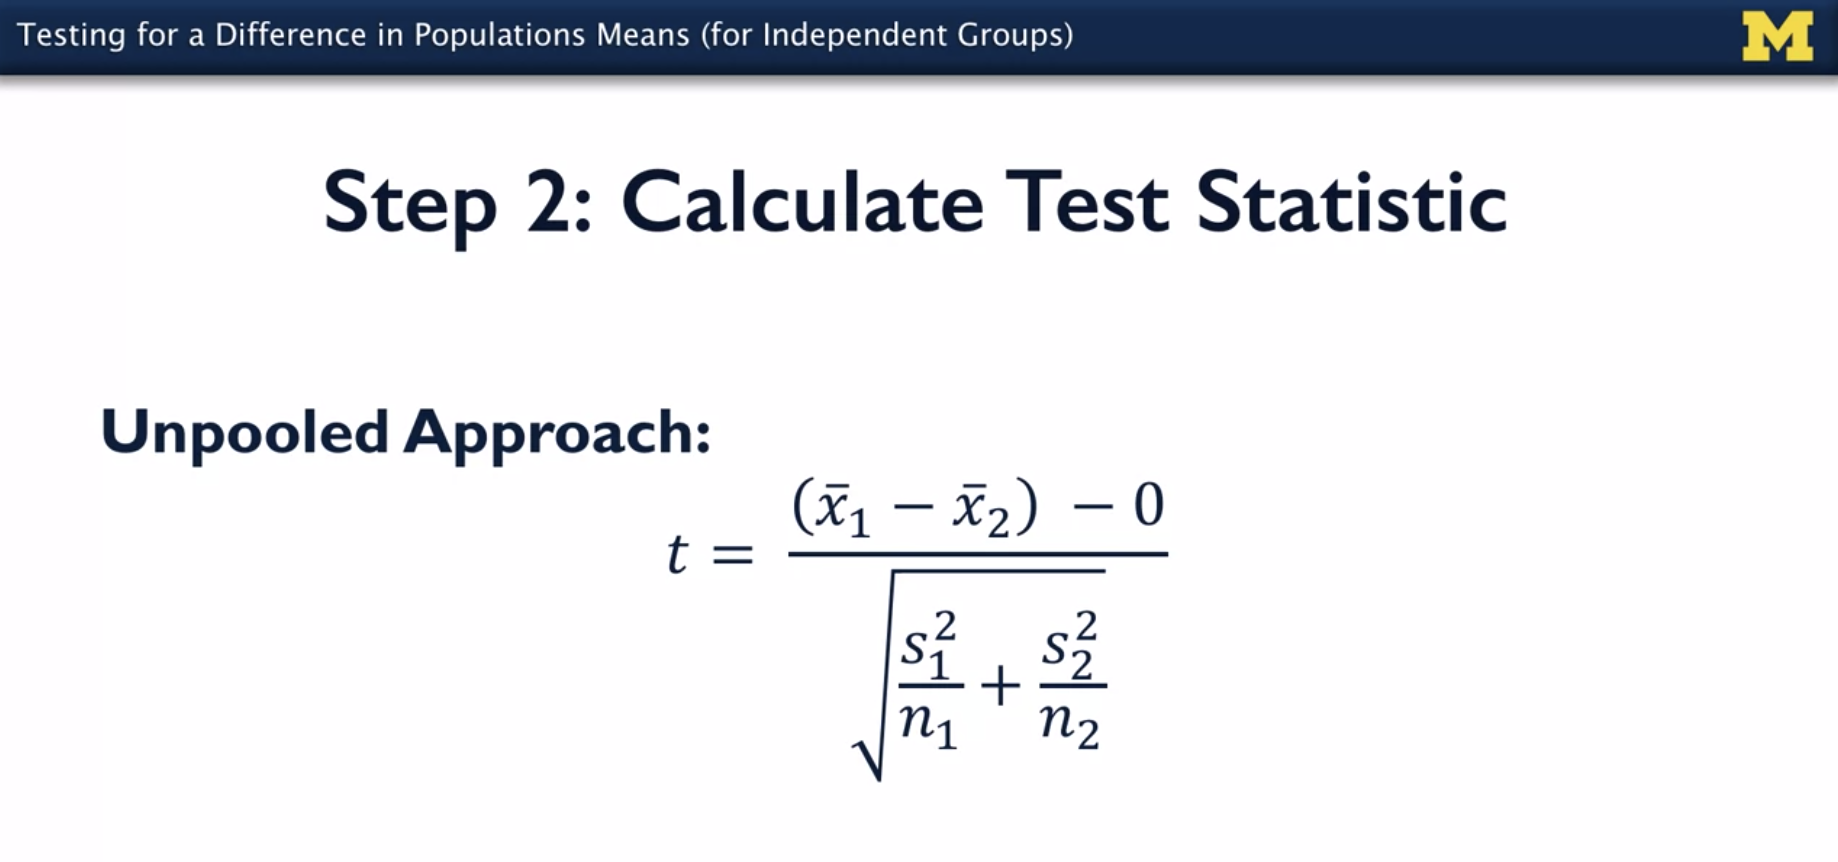 Testing for a Difference in Populations Means (for Independent Groups)
M
Step 2: Calculate Test Statistic
Unpooled Approach:
t = \frac{(\bar{x}_1 - \bar{x}_2) - 0}{\sqrt{\frac{s_1^2}{n_1} + \frac{s_2^2}{n_2}}}